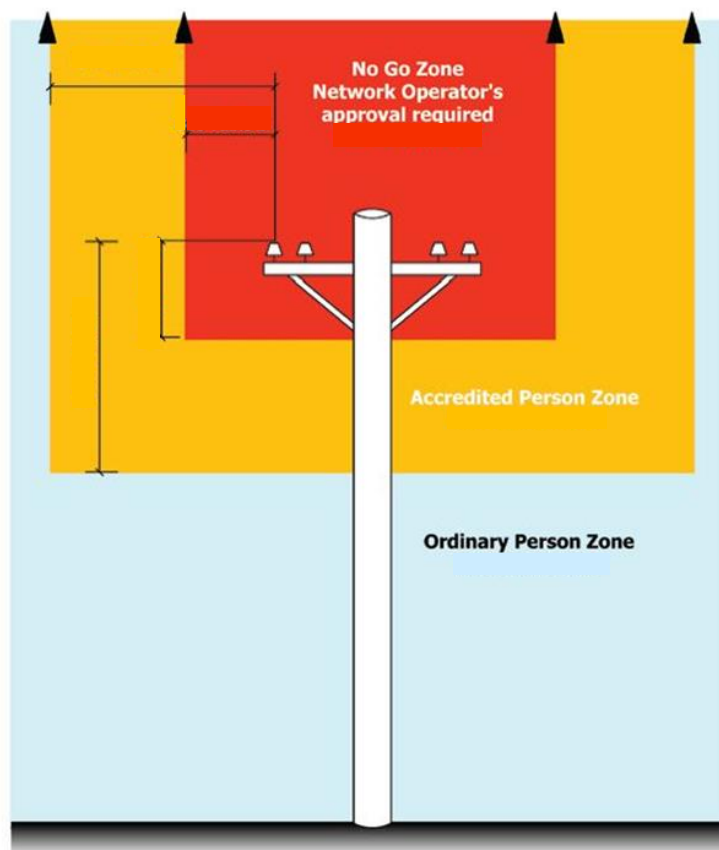 No Go Zone
Network Operator's
approval required
Accredited Person Zone
Ordinary Person Zone